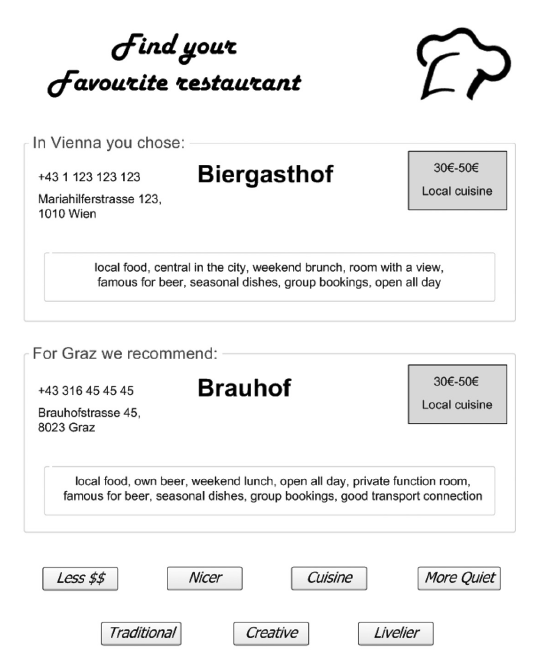 Find your
Favourite restaurant
In Vienna you chose:
+43 1 123 123 123
Biergasthof
30€-50€
Local cuisine
Mariahilferstrasse 123,
1010 Wien
local food, central in the city, weekend brunch, room with a view,
famous for beer, seasonal dishes, group bookings, open all day
For Graz we recommend:
+43 316 45 45 45
Brauhof
30€-50€
Local cuisine
Brauhofstrasse 45,
8023 Graz
local food, own beer, weekend lunch, open all day, private function room,
famous for beer, seasonal dishes, group bookings, good transport connection
Less $$ Nicer Cuisine More Quiet
Traditional Creative Livelier